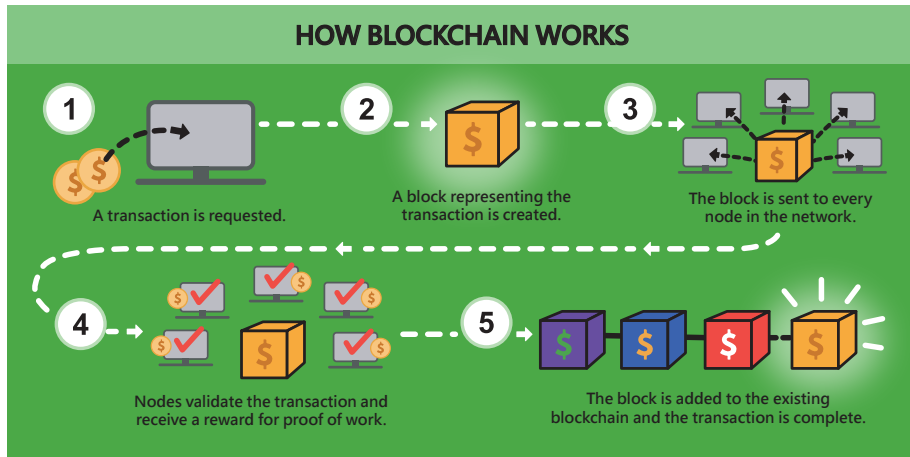 HOW BLOCKCHAIN WORKS
1
A transaction is requested.
2
$
A block representing the
transaction is created.
3
$
The block is sent to every
node in the network.
4
$
Nodes validate the transaction and
receive a reward for proof of work.
5
$ $ $ $
The block is added to the existing
blockchain and the transaction is complete.